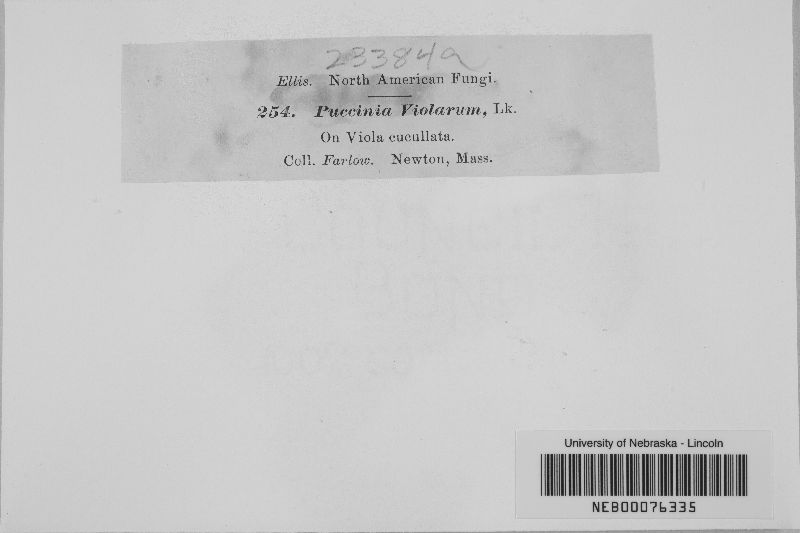 233849
Ellis. North American Fungi.
254. Puccinia Violarum, Lk.
On Viola cucullata.
Coll. Farlow. Newton, Mass.
University of Nebraska - Lincoln
NEB00076335